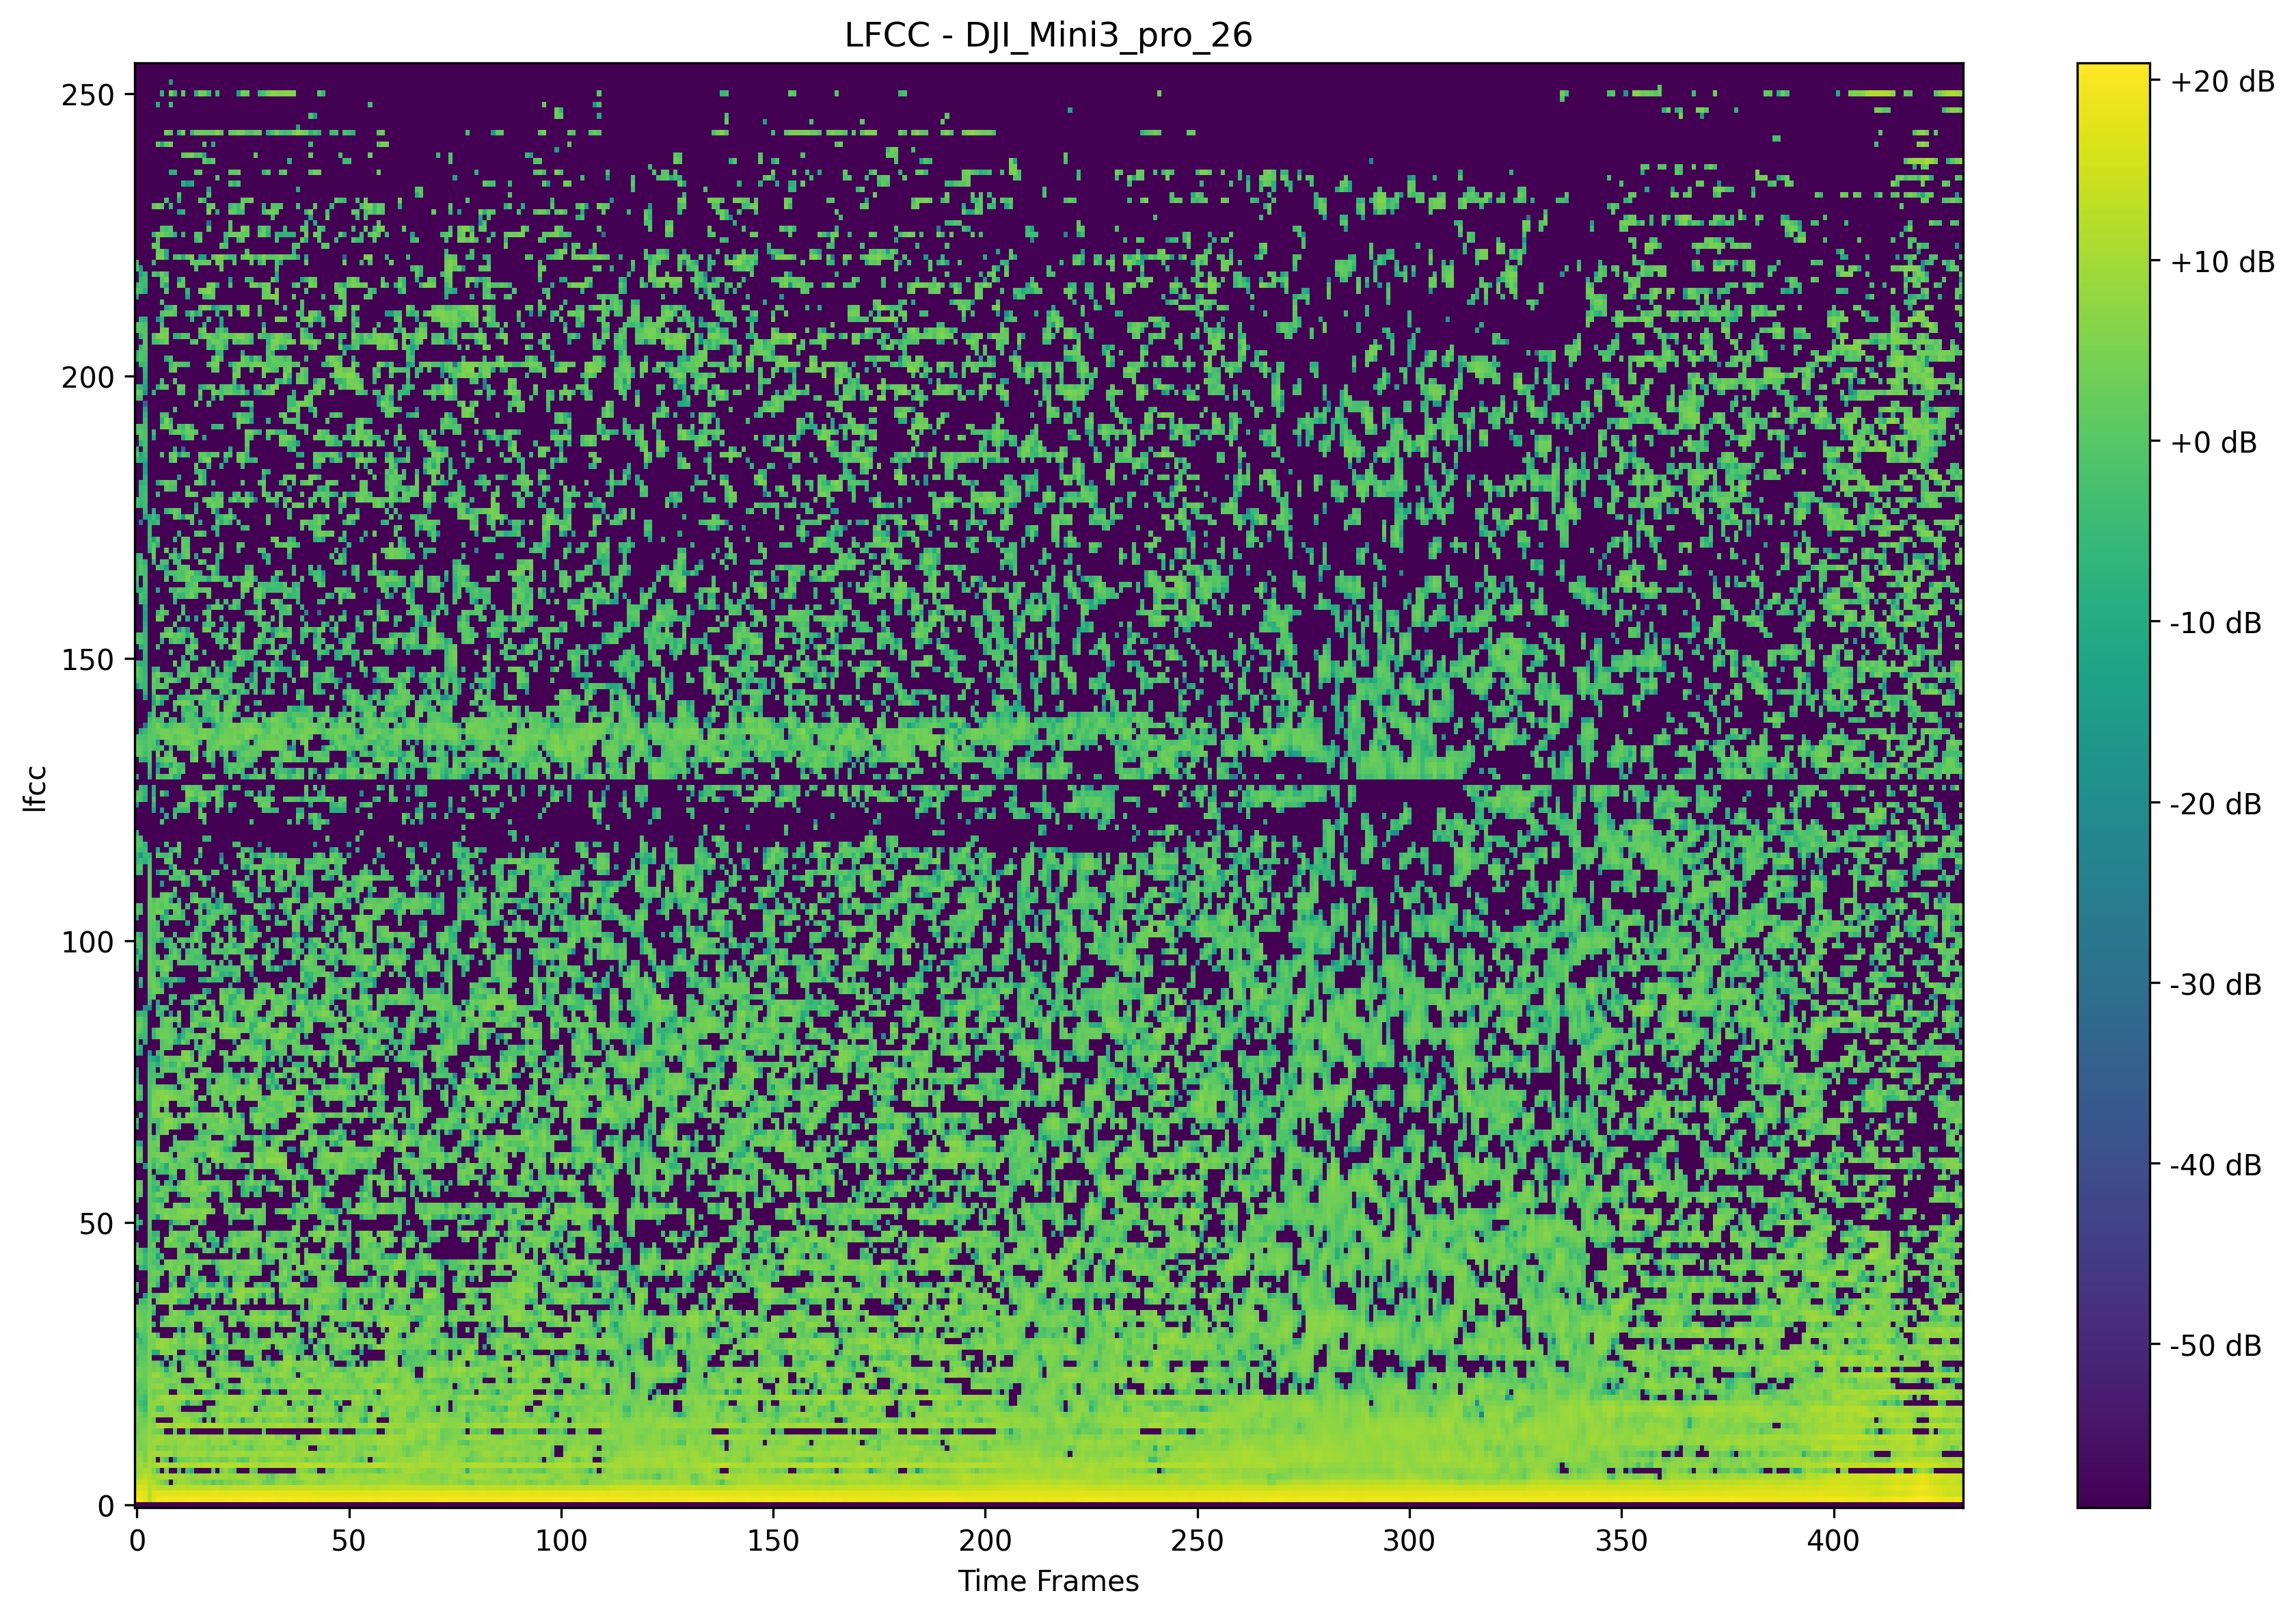 LFCC - DJI_Mini3_pro_26
250
200
150
100
50
0
lfcc
0 50 100 150 200 250 300 350 400
Time Frames
+20 dB
+10 dB
+0 dB
-10 dB
-20 dB
-30 dB
-40 dB
-50 dB